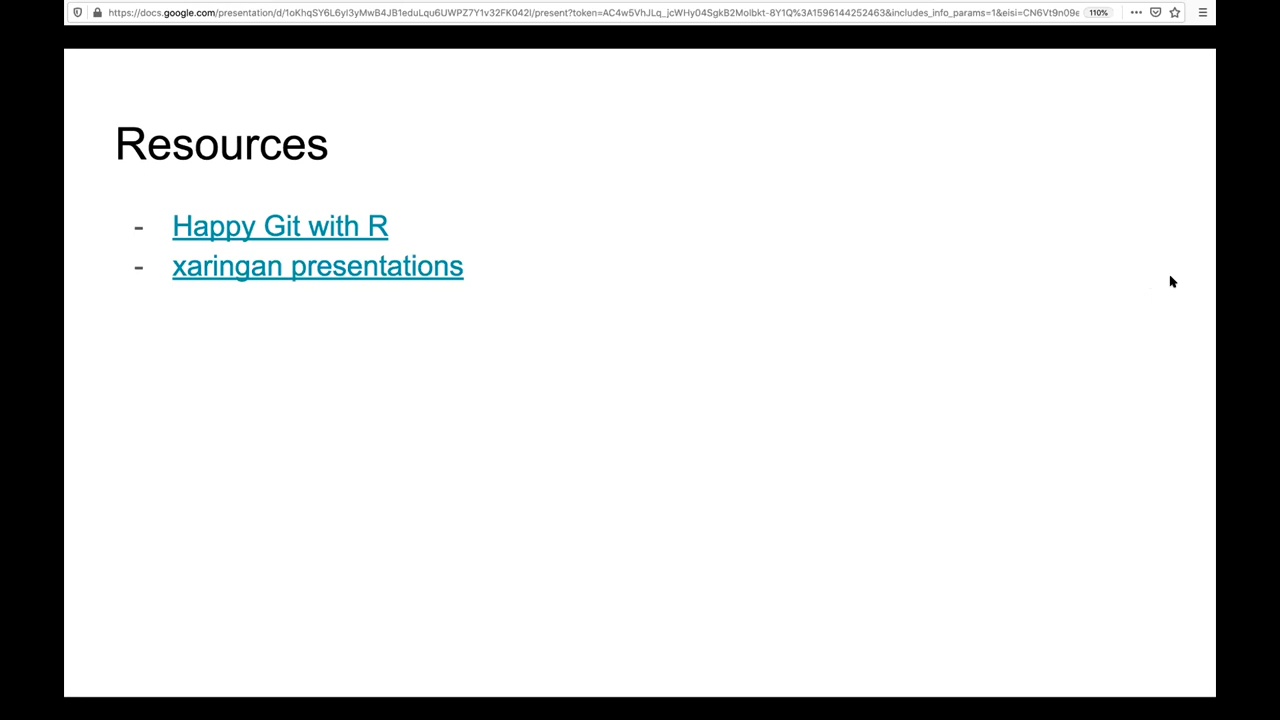 https://docs.google.com/presentation/d/1oKhqSY6L6yl3yMwB4JB1eduLqu6UWPZ7Y1v32FK042I/present?token=AC4w5VhJLq_jcWHy04SgkB2Molbkt-8Y1Q%3A1596144252463&includes_info_params=1&eisi=CN6Vt9n09e 110%
Resources
- Happy Git with R
- xaringan presentations